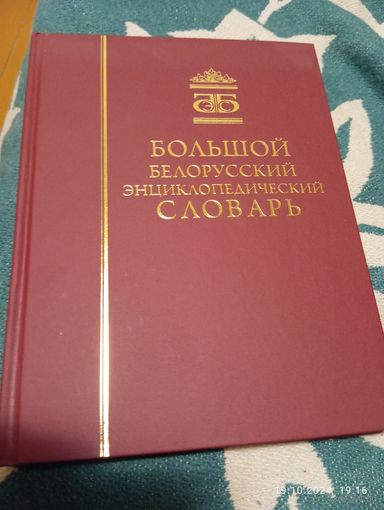 БОЛЬШОЙ
БЕЛОРУССКИЙ
ЭНЦИКЛОПЕДИЧЕСКИЙ
СЛОВАРЬ
19.10.2024 19:16